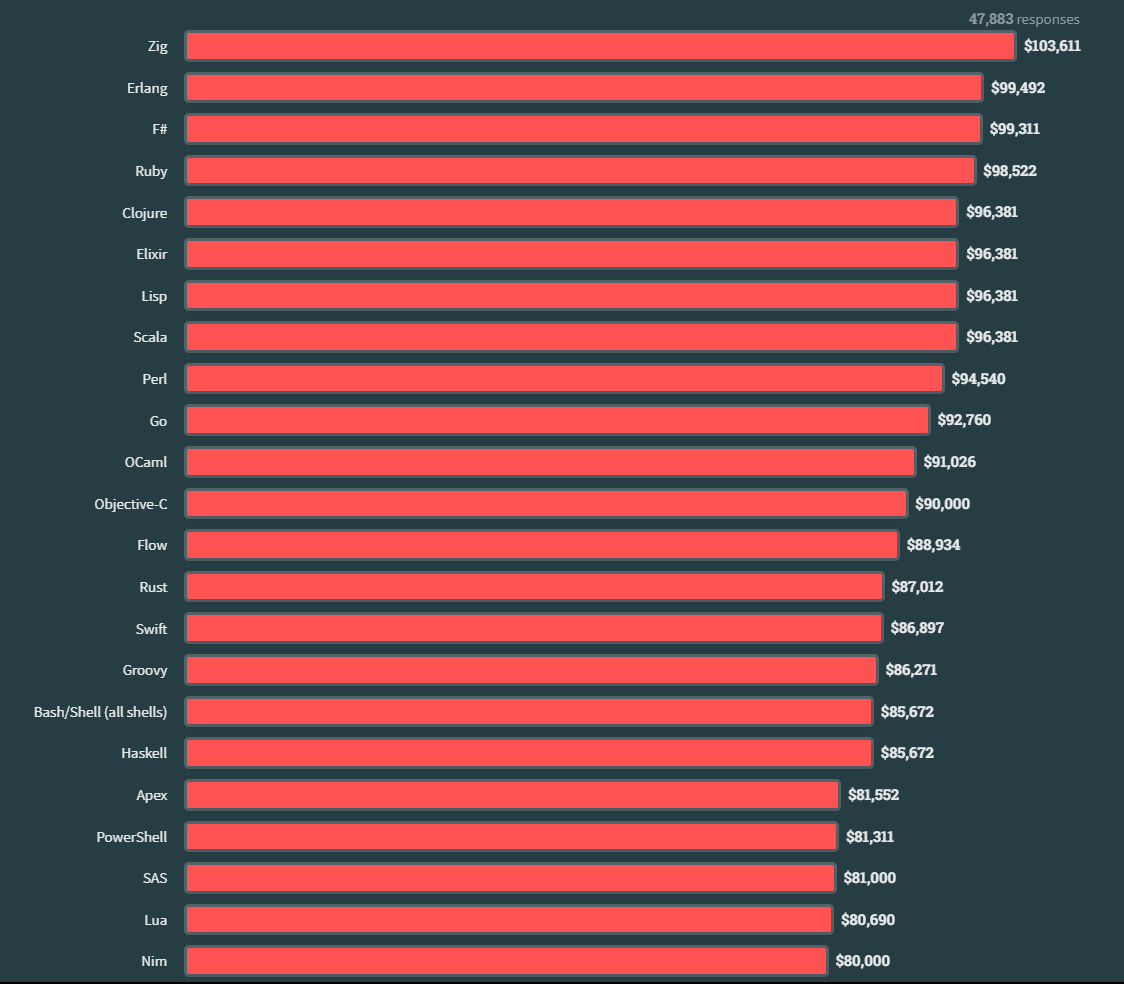 47,883 responses
Zig $103,611
Erlang $99,492
F# $99,311
Ruby $98,522
Clojure $96,381
Elixir $96,381
Lisp $96,381
Scala $96,381
Perl $94,540
Go $92,760
OCaml $91,026
Objective-C $90,000
Flow $88,934
Rust $87,012
Swift $86,897
Groovy $86,271
Bash/Shell (all shells) $85,672
Haskell $85,672
Apex $81,552
PowerShell $81,311
SAS $81,000
Lua $80,690
Nim $80,000